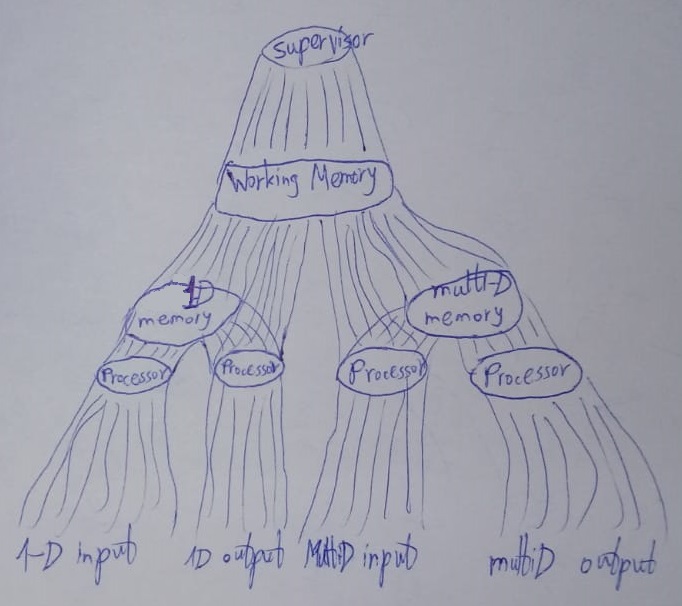 supervisor
Working Memory
1D
memory
multi-D
memory
Processor
Processor
Processor
Processor
1-D input
1D output
MultiD input
multiD output